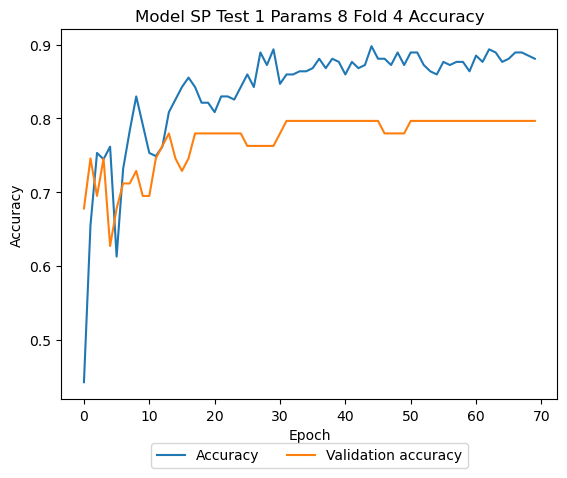 Model SP Test 1 Params 8 Fold 4 Accuracy
0.9
0.8
0.7
0.6
0.5
Accuracy
0 10 20 30 40 50 60 70
Epoch
Accuracy Validation accuracy